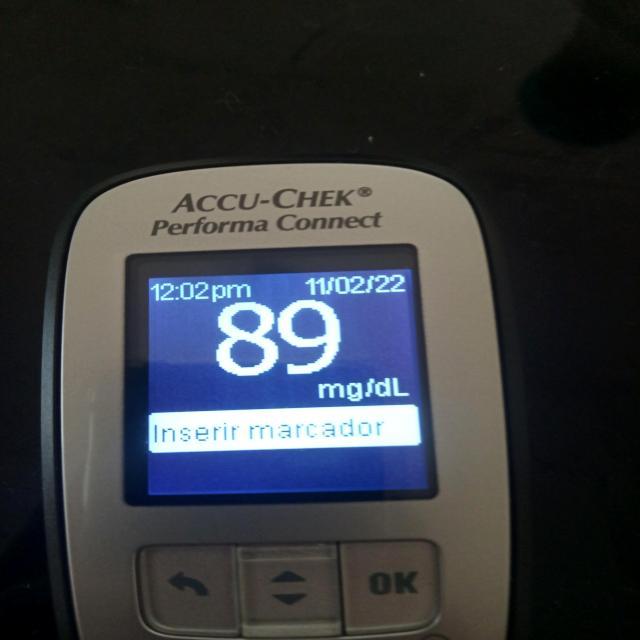 ACCU-CHEK®
Performa Connect
12:02pm 11/02/22
89
mg/dL
Inserir marcador
OK